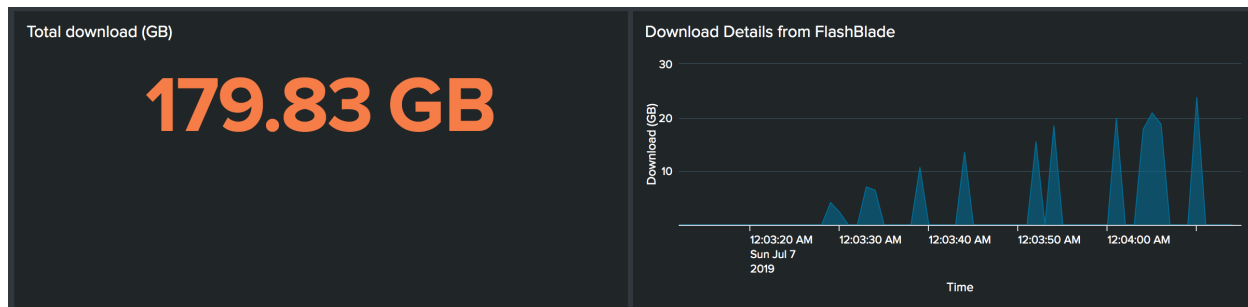 Total download (GB)
179.83 GB
Download Details from FlashBlade
30
20
10
Download (GB)
12:03:20 AM
Sun Jul 7
2019
12:03:30 AM
12:03:40 AM
12:03:50 AM
12:04:00 AM
Time